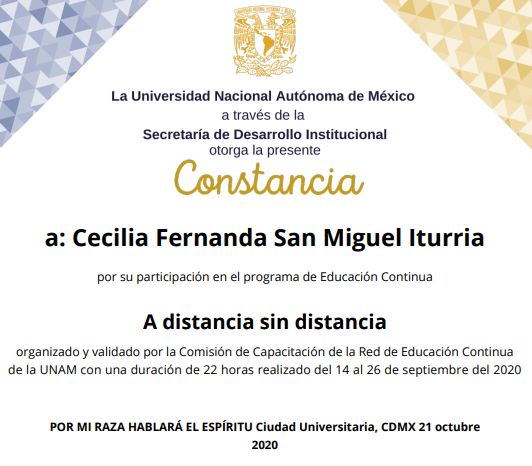 La Universidad Nacional Autónoma de México
a través de la
Secretaría de Desarrollo Institucional
otorga la presente
Constancia
a: Cecilia Fernanda San Miguel Iturria
por su participación en el programa de Educación Continua
A distancia sin distancia
organizado y validado por la Comisión de Capacitación de la Red de Educación Continua
de la UNAM con una duración de 22 horas realizado del 14 al 26 de septiembre del 2020
POR MI RAZA HABLARÁ EL ESPÍRITU Ciudad Universitaria, CDMX 21 octubre
2020